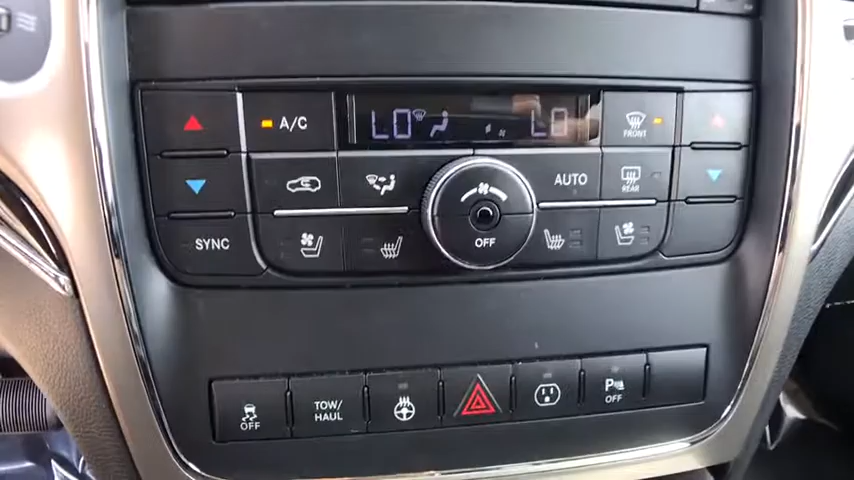 A/C LO LO FRONT
AUTO REAR
SYNC OFF
OFF TOW/ HAUL P OFF